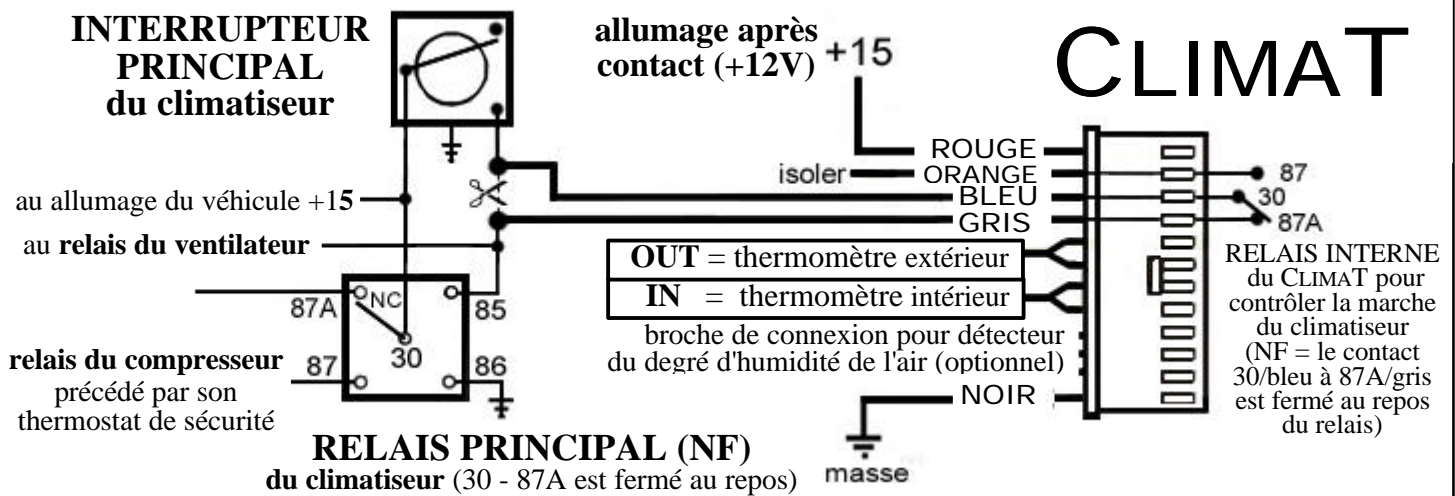 INTERRUPTEUR
PRINCIPAL
du climatiseur
allumage après
contact (+12V)
+15
CLIMAT
ROUGE
isoler
ORANGE
BLEU
GRIS
87
30
87A
au allumage du véhicule +15
au relais du ventilateur
OUT = thermomètre extérieur
IN = thermomètre intérieur
broche de connexion pour détecteur
du degré d'humidité de l'air (optionnel)
NOIR
masse
RELAIS INTERNE
du CLIMAT pour
contrôler la marche
du climatiseur
(NF = le contact
30/bleu à 87A/gris
est fermé au repos
du relais)
87A
NC
85
30
87
86
relais du compresseur
précédé par son
thermostat de sécurité
RELAIS PRINCIPAL (NF)
du climatiseur (30 - 87A est fermé au repos)